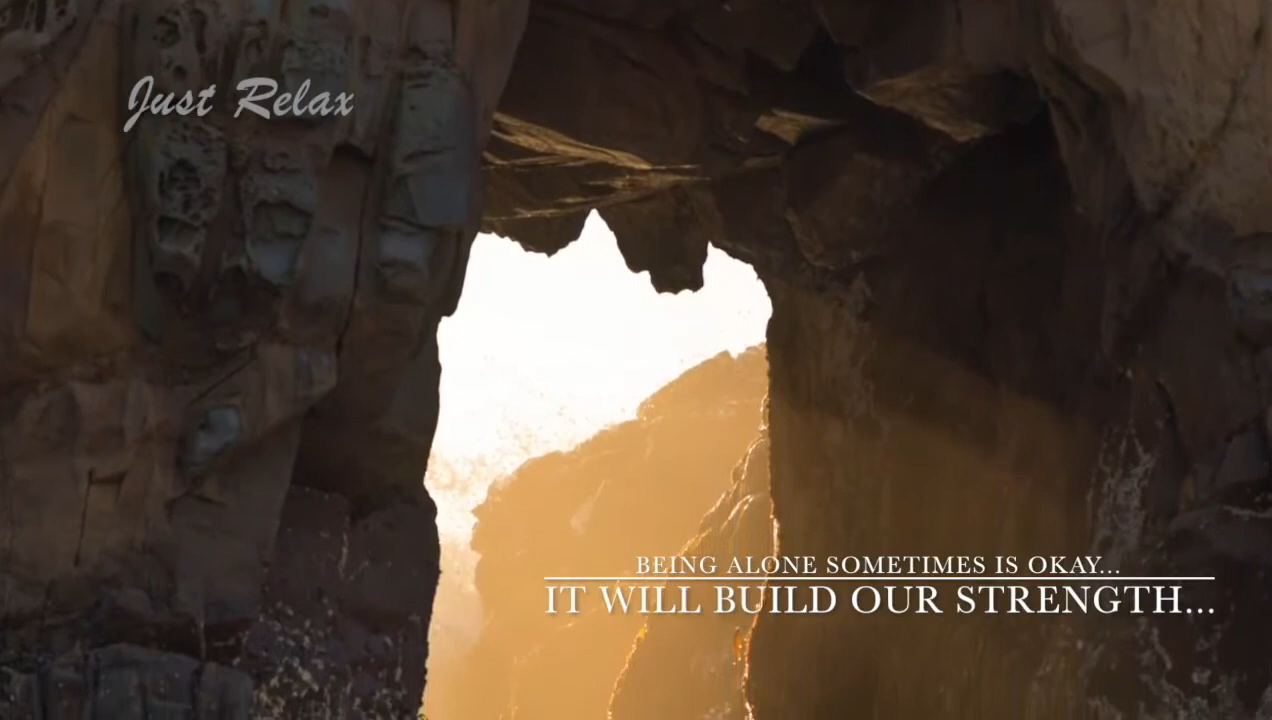 Just Relax
BEING ALONE SOMETIMES IS OKAY...
IT WILL BUILD OUR STRENGTH...